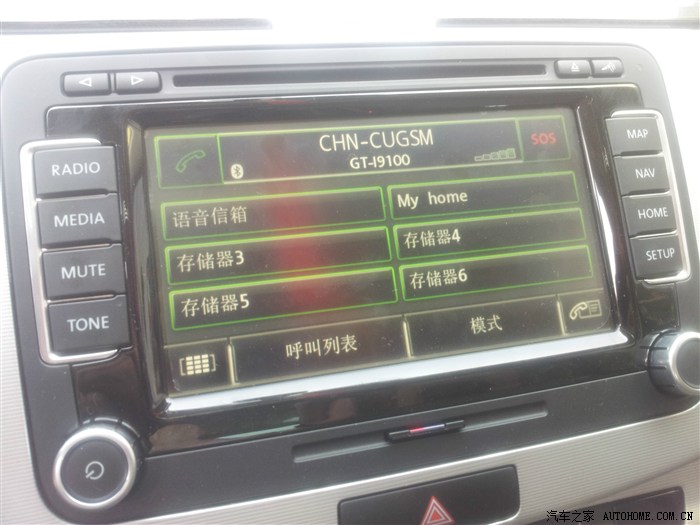 RADIO
MEDIA
MUTE
TONE
CHN-CUGSM
GT-I9100
SOS
语音信箱
My home
存储器3
存储器4
存储器5
存储器6
呼叫列表
模式
MAP
NAV
HOME
SETUP
汽车之家 AUTOHOME.COM.CN